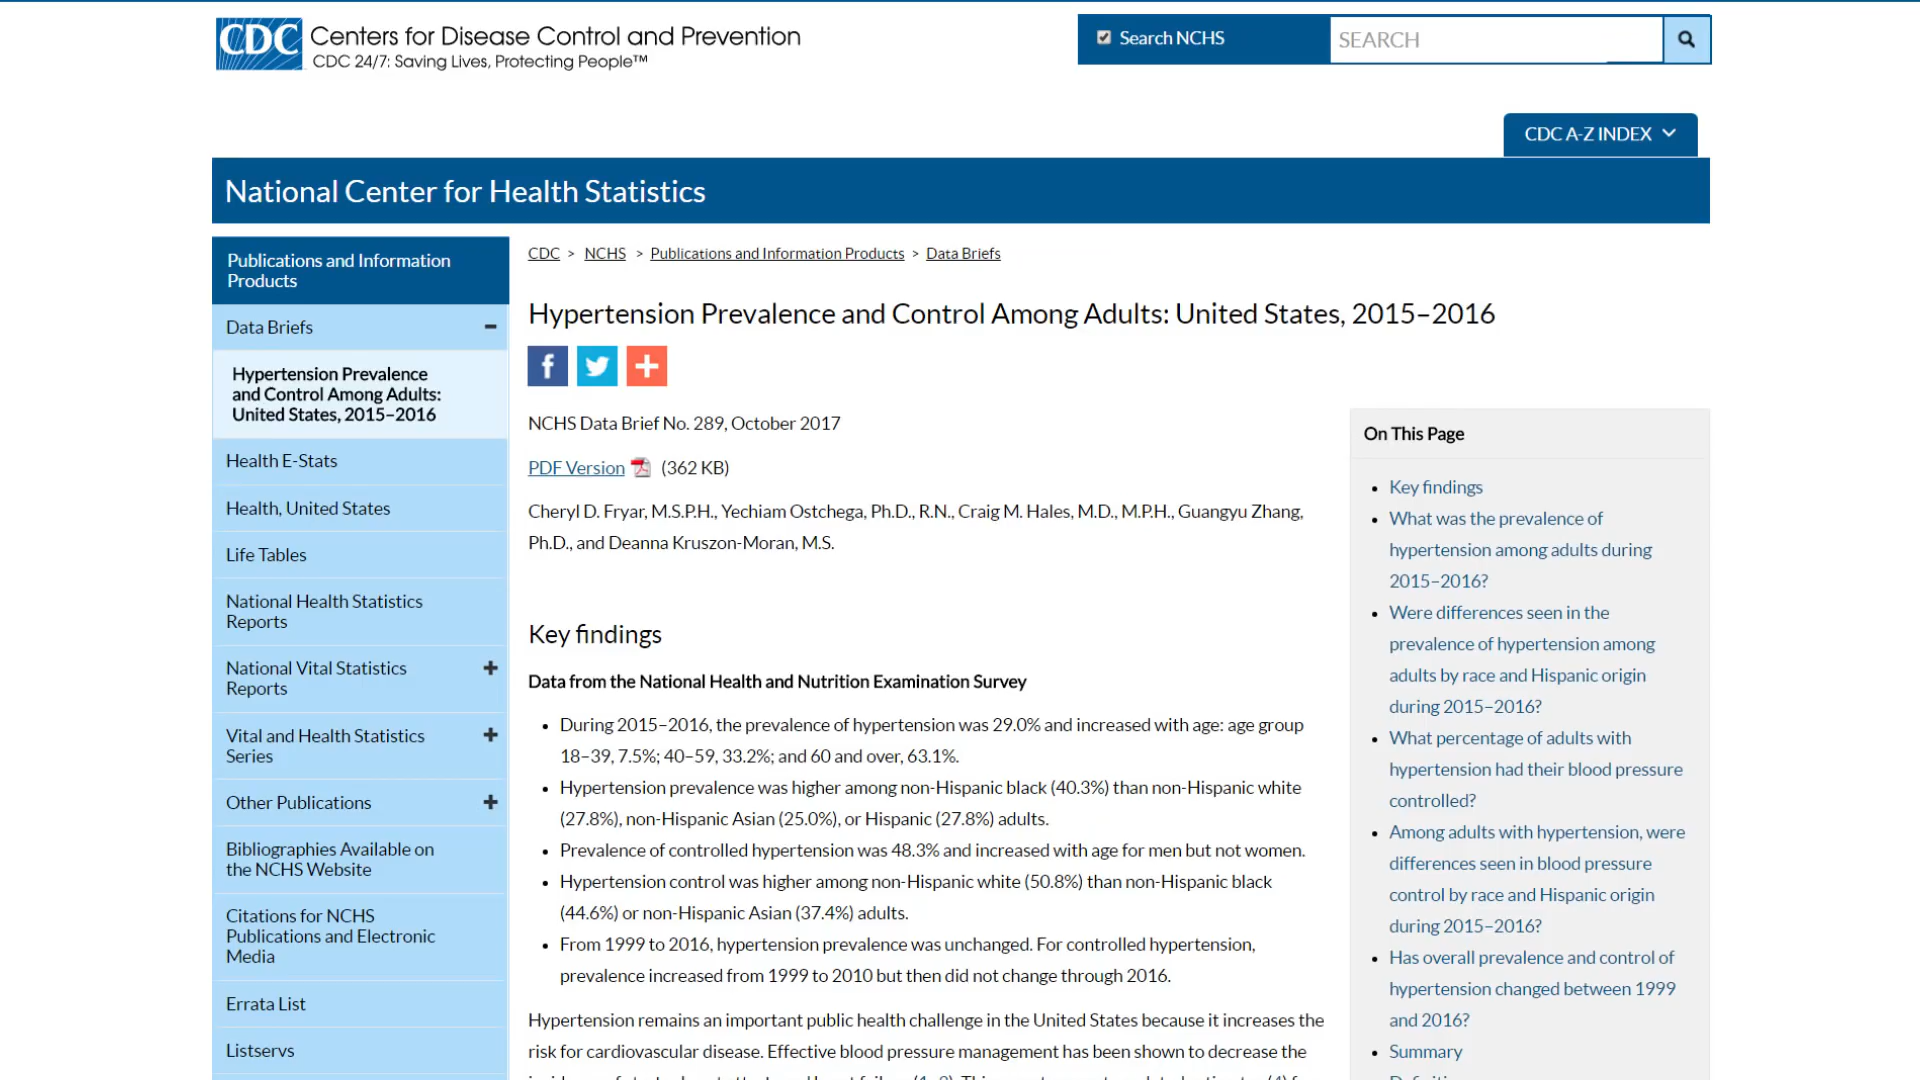 CDC Centers for Disease Control and Prevention
CDC 24/7: Saving Lives, Protecting People™
Search NCHS
SEARCH
CDC A-Z INDEX
National Center for Health Statistics
Publications and Information
Products
Data Briefs
Hypertension Prevalence
and Control Among Adults:
United States, 2015–2016
Health E-Stats
Health, United States
Life Tables
National Health Statistics
Reports
National Vital Statistics
Reports
Vital and Health Statistics
Series
Other Publications
Bibliographies Available on
the NCHS Website
Citations for NCHS
Publications and Electronic
Media
Errata List
Listservs
CDC > NCHS > Publications and Information Products > Data Briefs
Hypertension Prevalence and Control Among Adults: United States, 2015–2016
NCHS Data Brief No. 289, October 2017
PDF Version (362 KB)
Cheryl D. Fryar, M.S.P.H., Yechiam Ostchega, Ph.D., R.N., Craig M. Hales, M.D., M.P.H., Guangyu Zhang,
Ph.D., and Deanna Kruszon-Moran, M.S.
Key findings
Data from the National Health and Nutrition Examination Survey
• During 2015–2016, the prevalence of hypertension was 29.0% and increased with age: age group
18–39, 7.5%; 40–59, 33.2%; and 60 and over, 63.1%.
• Hypertension prevalence was higher among non-Hispanic black (40.3%) than non-Hispanic white
(27.8%), non-Hispanic Asian (25.0%), or Hispanic (27.8%) adults.
• Prevalence of controlled hypertension was 48.3% and increased with age for men but not women.
• Hypertension control was higher among non-Hispanic white (50.8%) than non-Hispanic black
(44.6%) or non-Hispanic Asian (37.4%) adults.
• From 1999 to 2016, hypertension prevalence was unchanged. For controlled hypertension,
prevalence increased from 1999 to 2010 but then did not change through 2016.
Hypertension remains an important public health challenge in the United States because it increases the
risk for cardiovascular disease. Effective blood pressure management has been shown to decrease the
On This Page
• Key findings
• What was the prevalence of
hypertension among adults during
2015–2016?
• Were differences seen in the
prevalence of hypertension among
adults by race and Hispanic origin
during 2015–2016?
• What percentage of adults with
hypertension had their blood pressure
controlled?
• Among adults with hypertension, were
differences seen in blood pressure
control by race and Hispanic origin
during 2015–2016?
• Has overall prevalence and control of
hypertension changed between 1999
and 2016?
• Summary